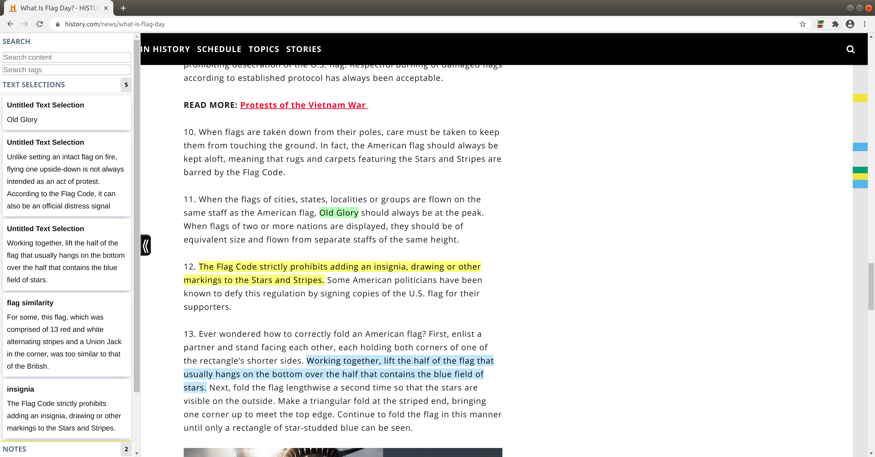 What Is Flag Day? - HISTO
history.com/news/what-is-flag-day
SEARCH
Search content
Search tags
TEXT SELECTIONS 5
Untitled Text Selection
Old Glory
Untitled Text Selection
Unlike setting an intact flag on fire,
flying one upside-down is not always
intended as an act of protest.
According to the Flag Code, it can
also be an official distress signal
Untitled Text Selection
Working together, lift the half of the
flag that usually hangs on the bottom
over the half that contains the blue
field of stars.
flag similarity
For some, this flag, which was
comprised of 13 red and white
alternating stripes and a Union Jack
in the corner, was too similar to that
of the British.
insignia
The Flag Code strictly prohibits
adding an insignia, drawing or other
markings to the Stars and Stripes.
NOTES 2
IN HISTORY SCHEDULE TOPICS STORIES
prohibiting desecration of the U.S. flag. Respectful burning of damaged flags
according to established protocol has always been acceptable.
READ MORE: Protests of the Vietnam War
10. When flags are taken down from their poles, care must be taken to keep
them from touching the ground. In fact, the American flag should always be
kept aloft, meaning that rugs and carpets featuring the Stars and Stripes are
barred by the Flag Code.
11. When the flags of cities, states, localities or groups are flown on the
same staff as the American flag, Old Glory should always be at the peak.
When flags of two or more nations are displayed, they should be of
equivalent size and flown from separate staffs of the same height.
12. The Flag Code strictly prohibits adding an insignia, drawing or other
markings to the Stars and Stripes. Some American politicians have been
known to defy this regulation by signing copies of the U.S. flag for their
supporters.
13. Ever wondered how to correctly fold an American flag? First, enlist a
partner and stand facing each other, each holding both corners of one of
the rectangle's shorter sides. Working together, lift the half of the flag that
usually hangs on the bottom over the half that contains the blue field of
stars. Next, fold the flag lengthwise a second time so that the stars are
visible on the outside. Make a triangular fold at the striped end, bringing
one corner up to meet the top edge. Continue to fold the flag in this manner
until only a rectangle of star-studded blue can be seen.